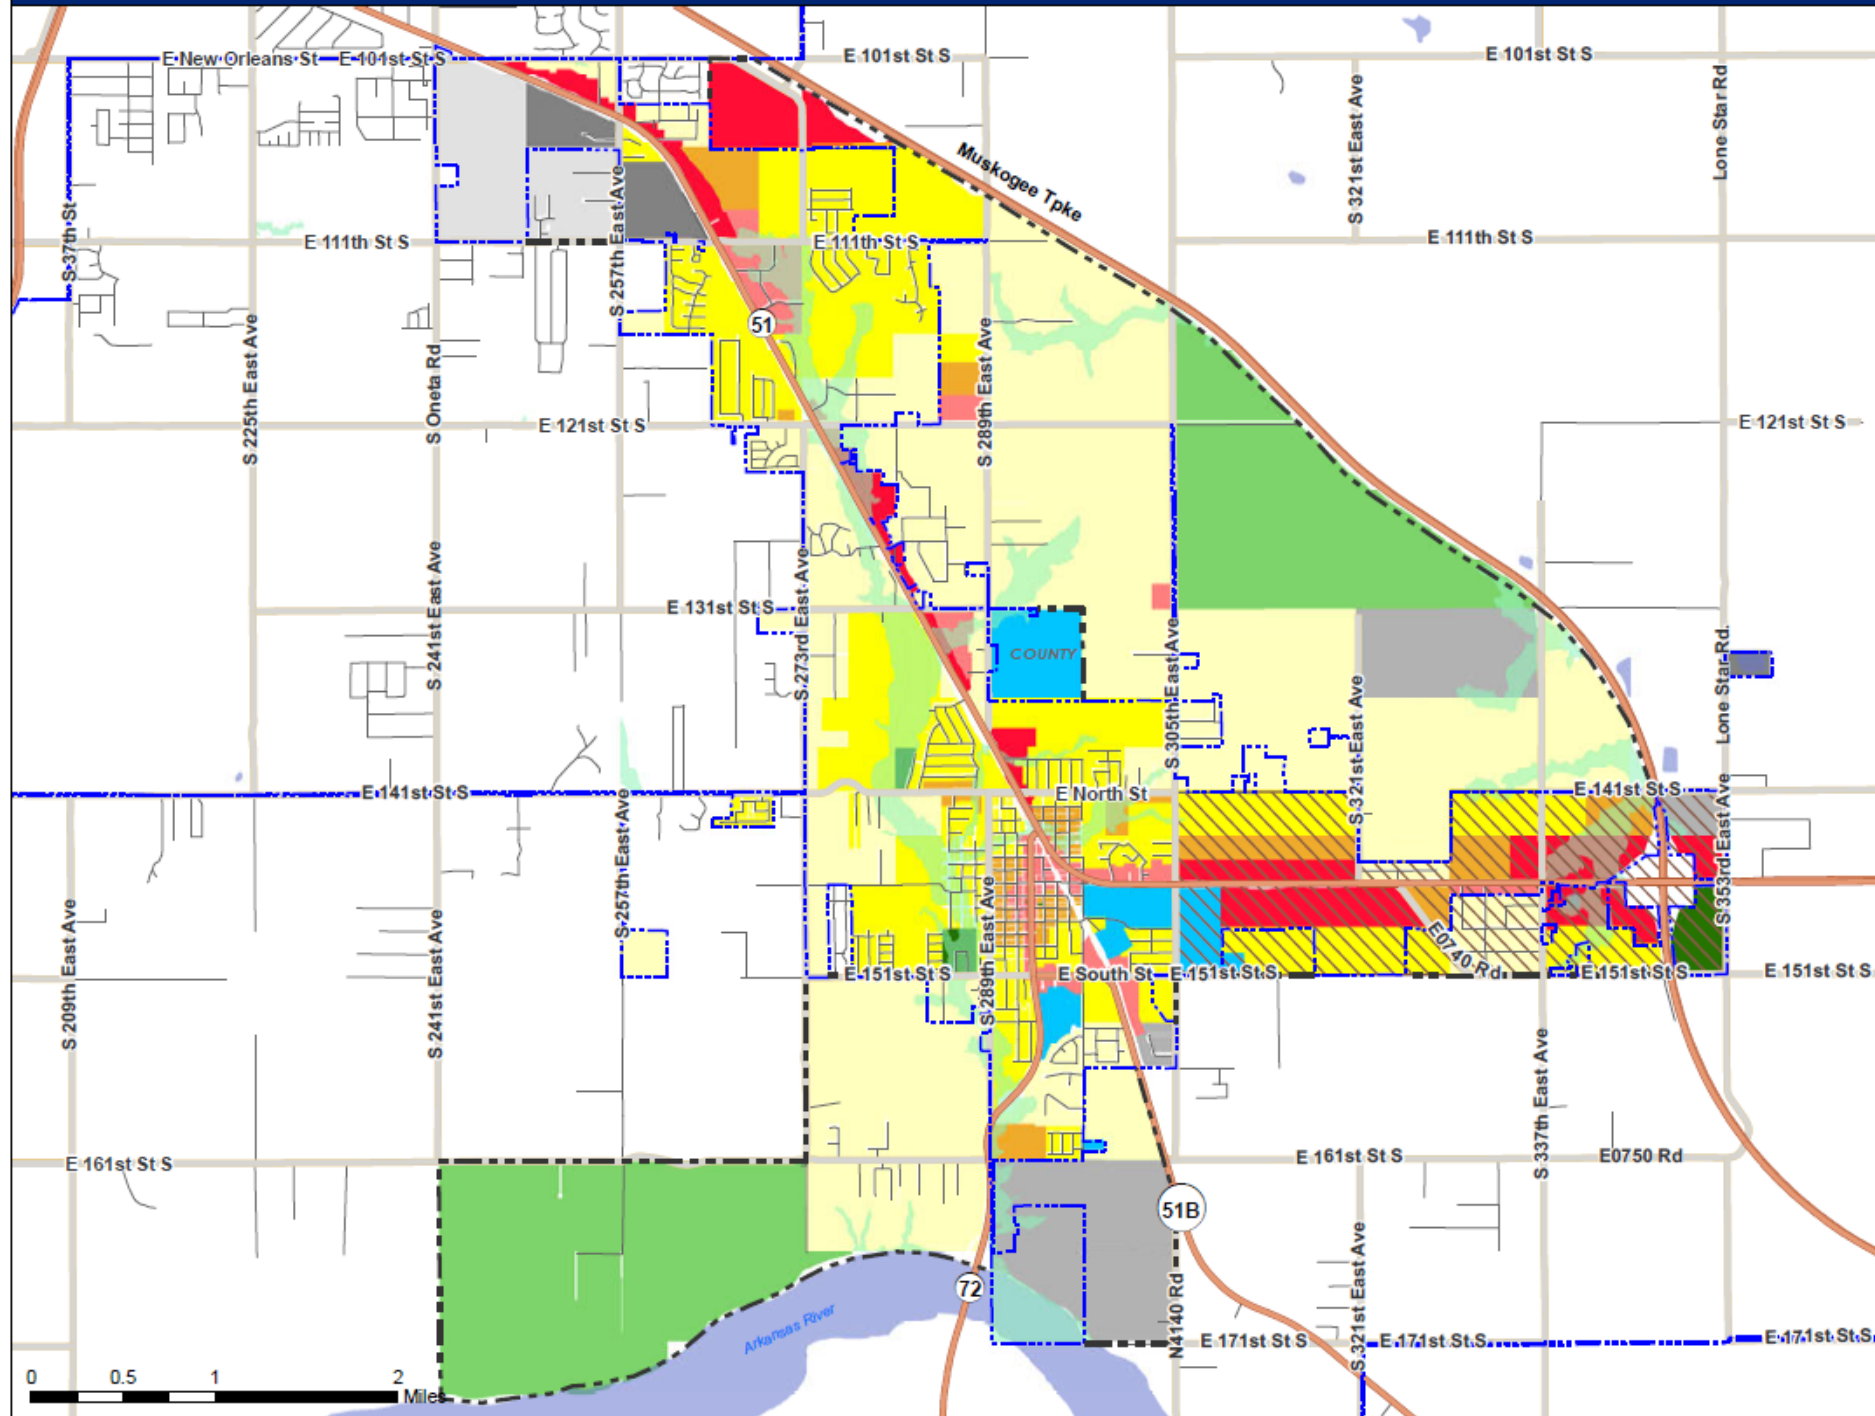 E New Orleans St
E 101st St S
E 101st St S
E 101st St S
Muskogee Tpke
S 321st East Ave
Lone Star Rd
S 37th St
S 257th East Ave
E 111th St S
E 111th St S
E 111th St S
51
S 225th East Ave
S Oneta Rd
S 289th East Ave
E 121st St S
E 121st St S
S 241st East Ave
S 273rd East Ave
E 131st St S
COUNTY
S 305th East Ave
S 321st East Ave
Lone Star Rd.
E 141st St S
E North St
E 141st St S
S 257th East Ave
S 353rd East Ave
S 209th East Ave
S 241st East Ave
S 289th East Ave
E0740 Rd
E 151st St S
E South St
E 151st St S
E 151st St S
E 151st St S
S 337th East Ave
E 161st St S
E 161st St S
E0750 Rd
51B
72
Arkansas River
N4140 Rd
S 321st East Ave
E 171st St S
E 171st St S
E 171st St S
0 0.5 1 2
Miles